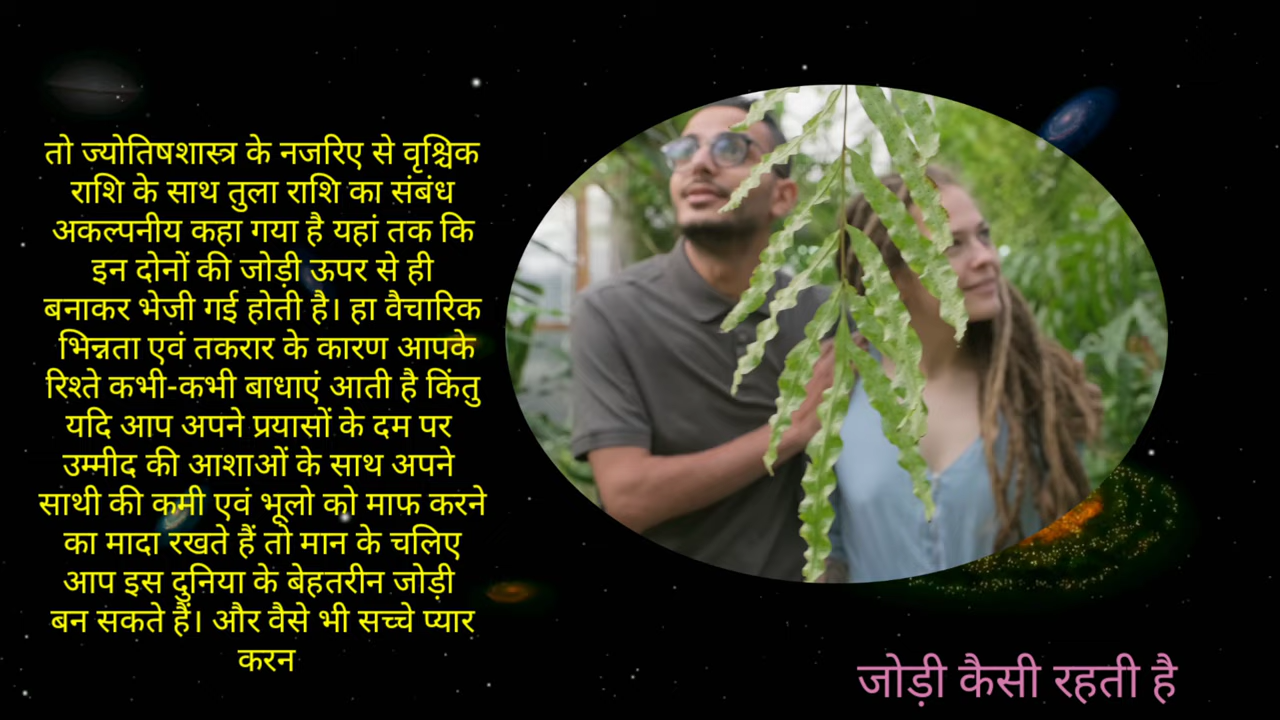 तो ज्योतिषशास्त्र के नजरिए से वृश्चिक
राशि के साथ तुला राशि का संबंध
अकल्पनीय कहा गया है यहां तक कि
इन दोनों की जोड़ी ऊपर से ही
बनाकर भेजी गई होती है। हा वैचारिक
भिन्नता एवं तकरार के कारण आपके
रिश्ते कभी-कभी बाधाएं आती है किंतु
यदि आप अपने प्रयासों के दम पर
उम्मीद की आशाओं के साथ अपने
साथी की कमी एवं भूलो को माफ करने
का मादा रखते हैं तो मान के चलिए
आप इस दुनिया के बेहतरीन जोड़ी
बन सकते हैं। और वैसे भी सच्चे प्यार
करन
जोड़ी कैसी रहती है